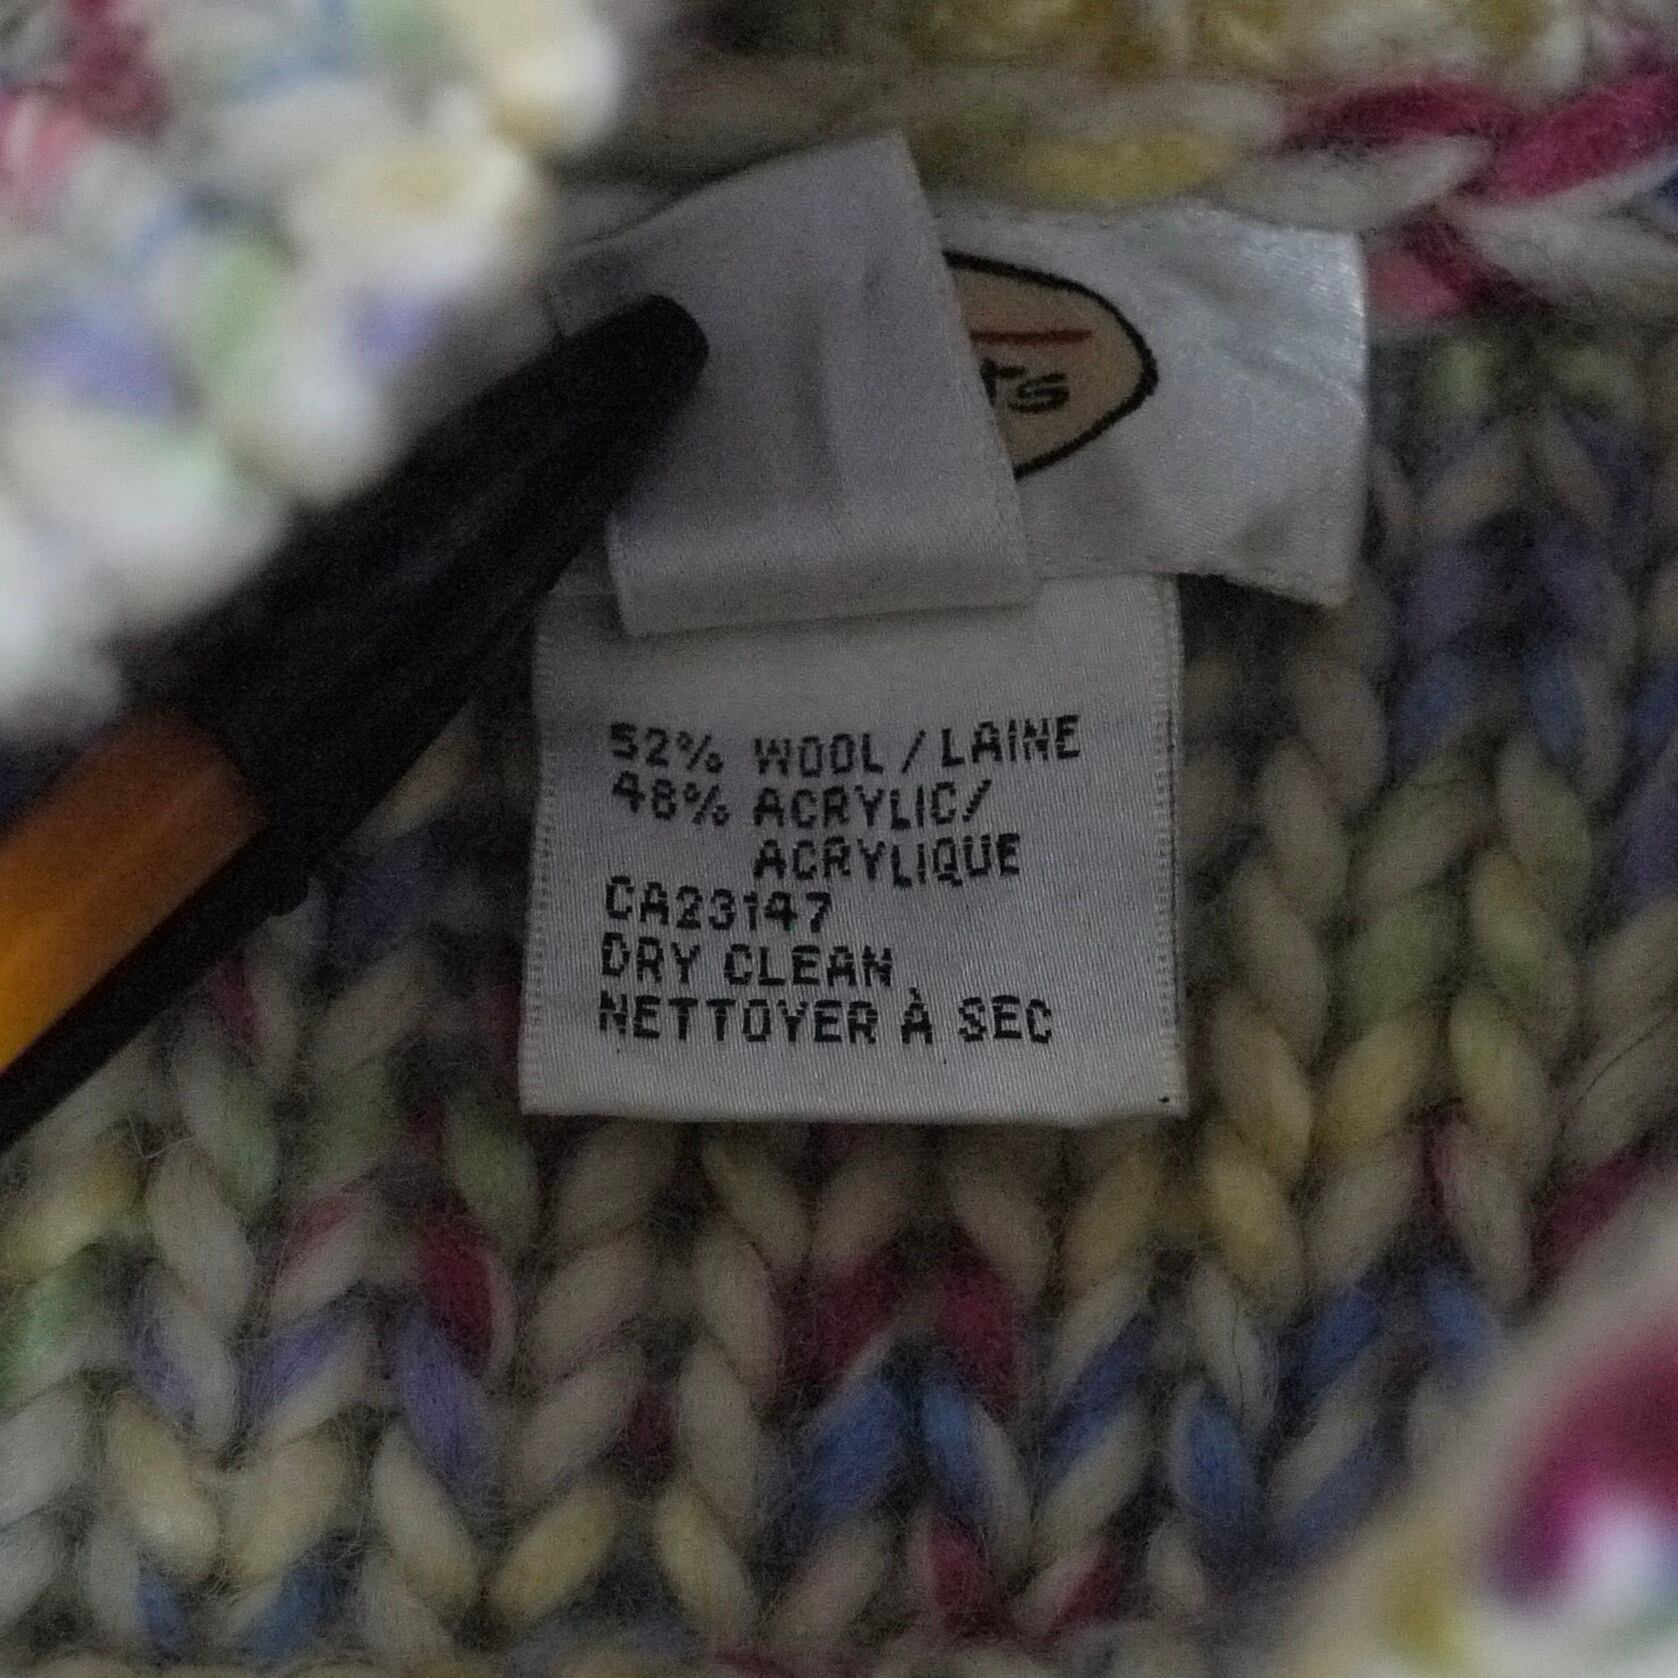 52% WOOL / LAINE
48% ACRYLIC/
ACRYLIQUE
CA23147
DRY CLEAN
NETTOYER À SEC